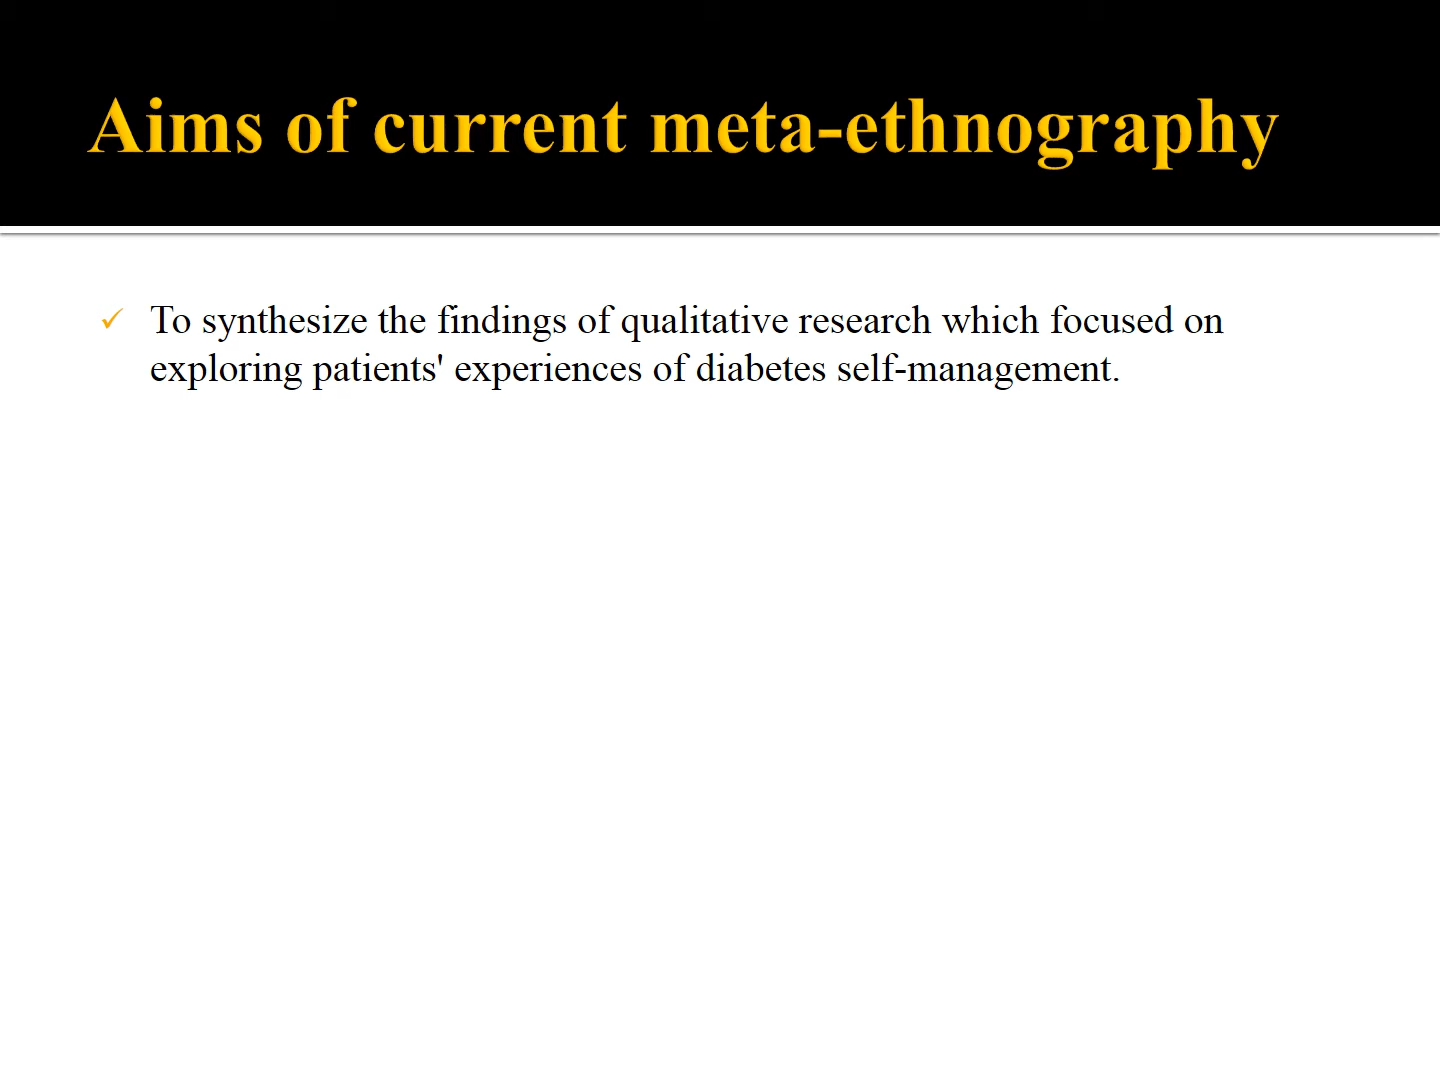 Aims of current meta-ethnography
✓ To synthesize the findings of qualitative research which focused on
exploring patients' experiences of diabetes self-management.